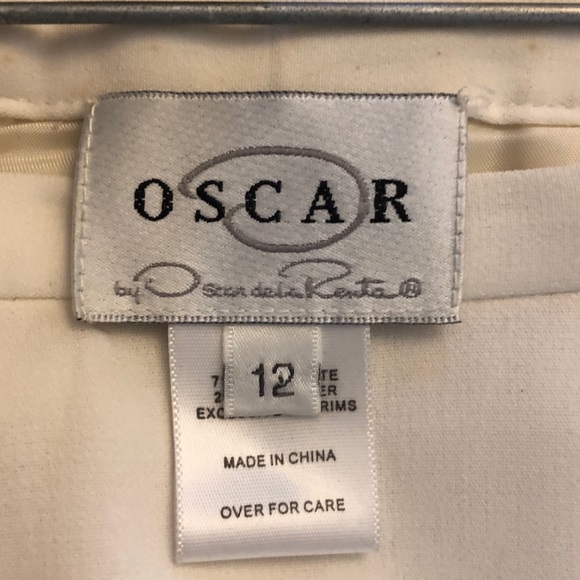 OSCAR
by Oscar de la Renta ®
12
MADE IN CHINA
OVER FOR CARE